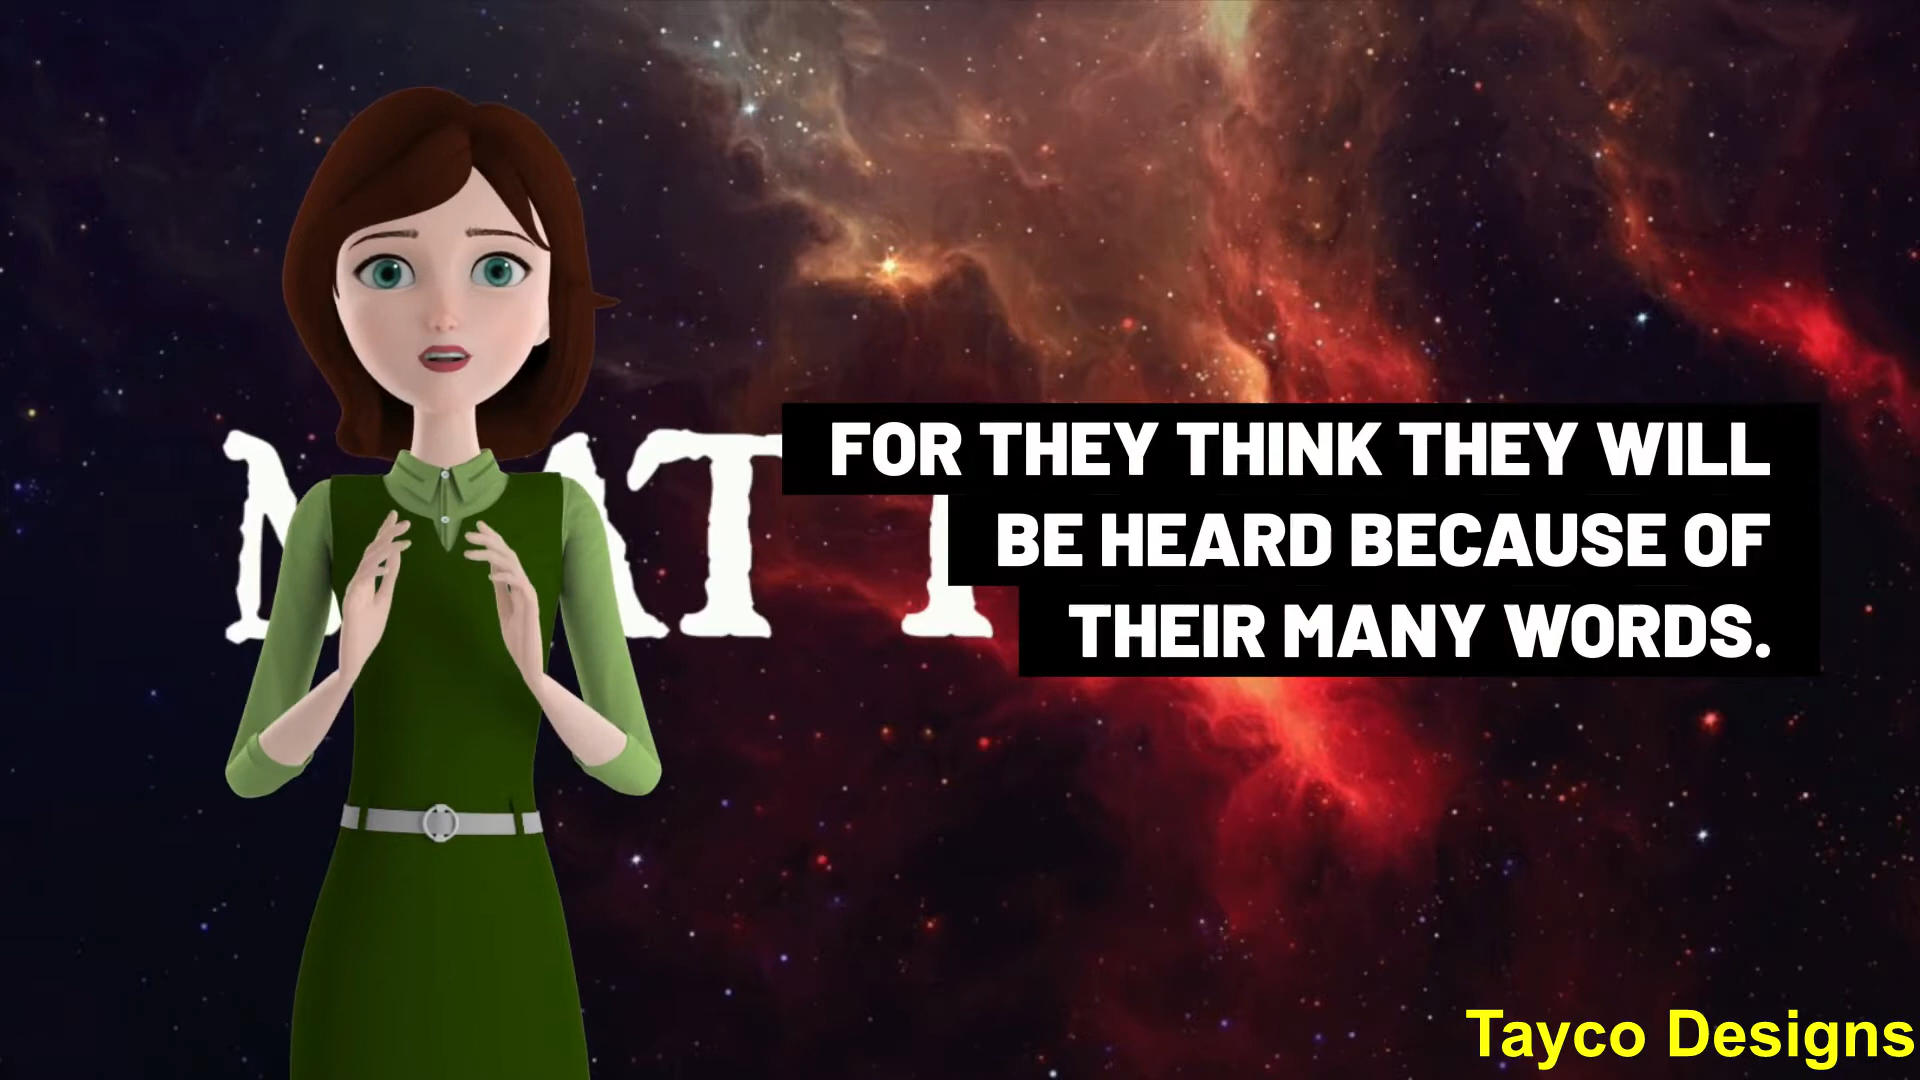 FOR THEY THINK THEY WILL
BE HEARD BECAUSE OF
THEIR MANY WORDS.
Tayco Designs